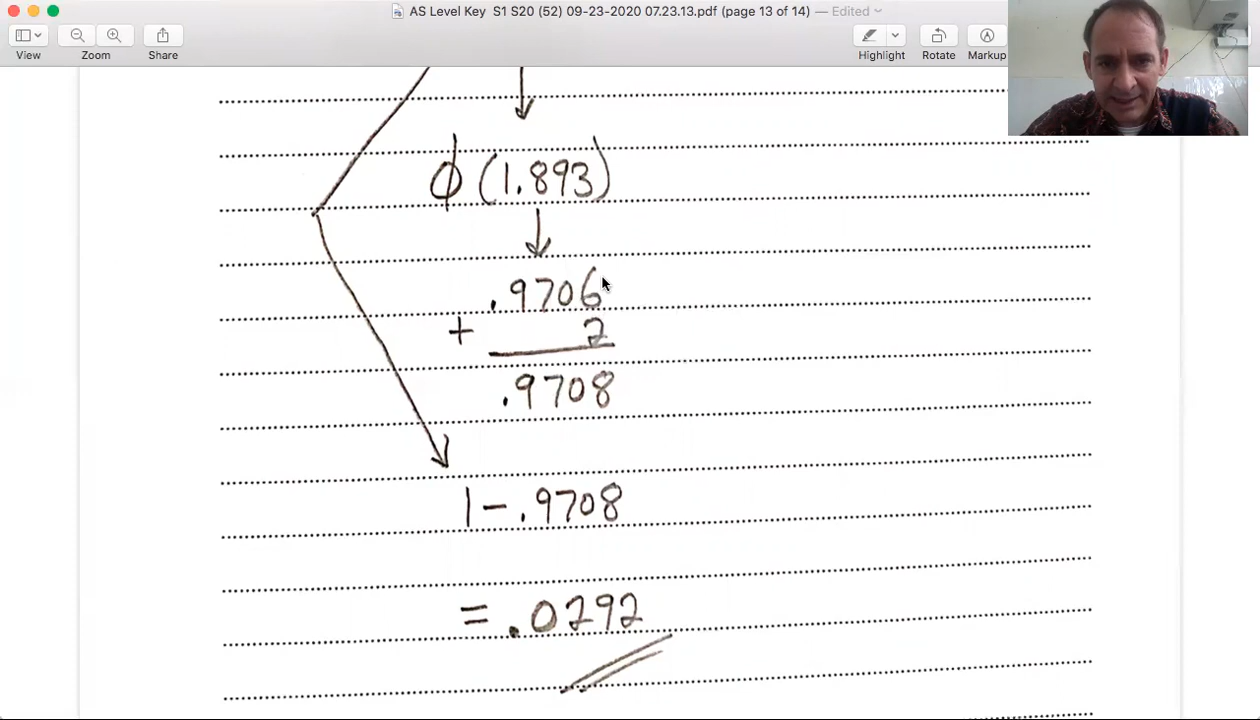 AS Level Key S1 S20 (52) 09-23-2020 07.23.13.pdf (page 13 of 14) — Edited
View Zoom Share Highlight Rotate Markup
ϕ (1.893)
.9706
+ 2
.9708
1 - .9708
= .0292